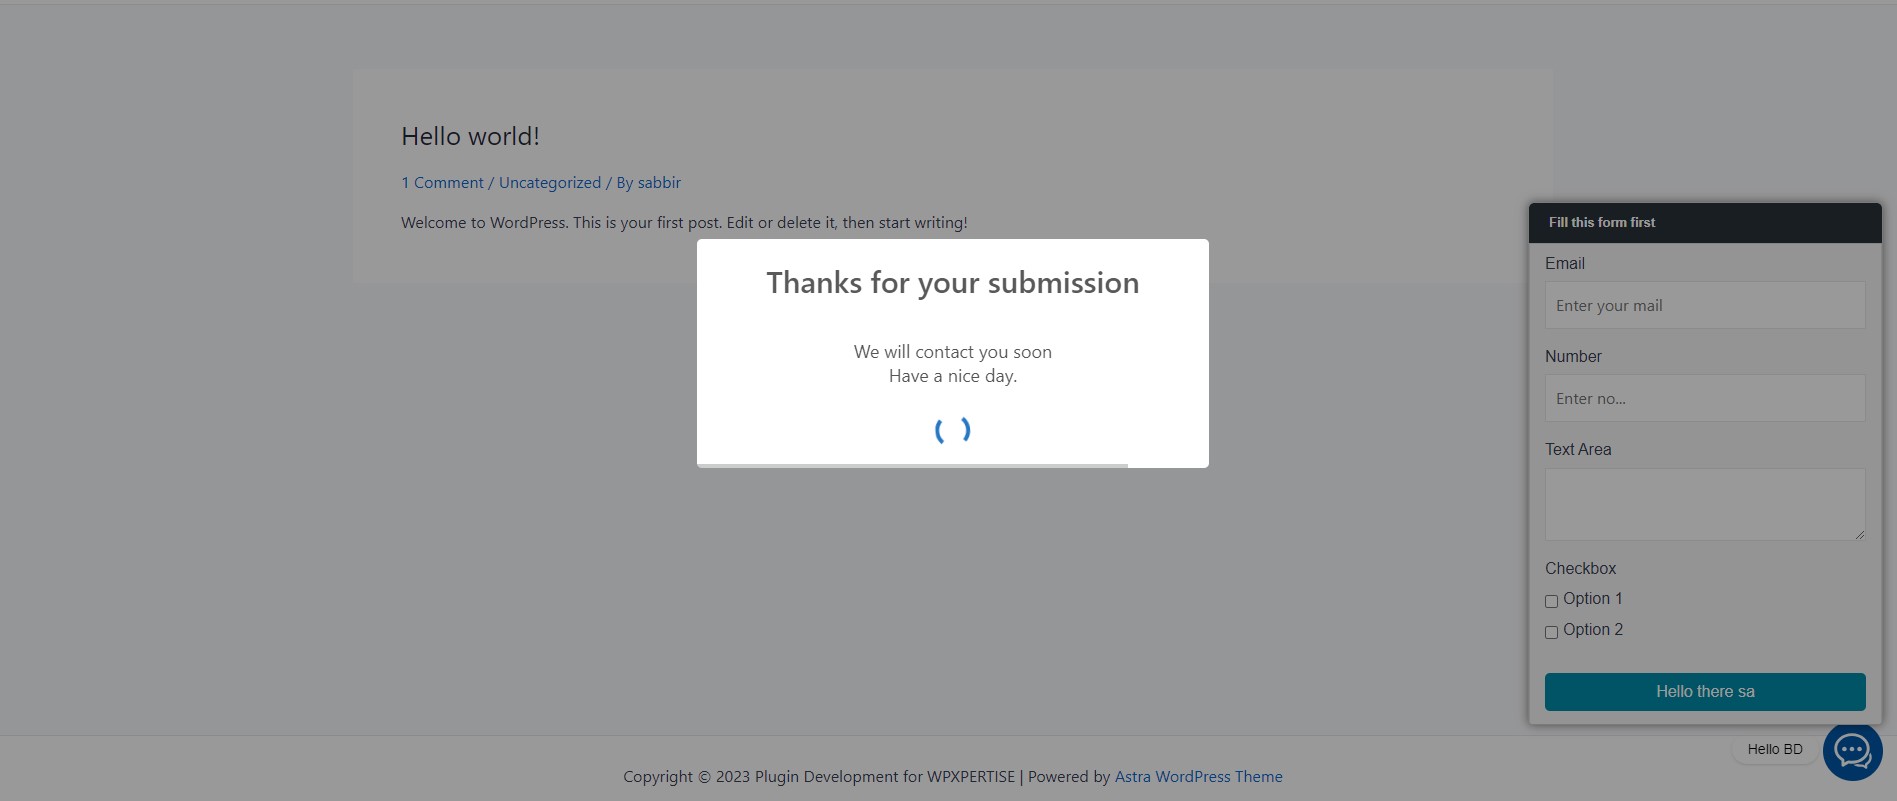 Hello world!
1 Comment / Uncategorized / By sabbir
Welcome to WordPress. This is your first post. Edit or delete it, then start writing!
Thanks for your submission
We will contact you soon
Have a nice day.
Fill this form first
Email
Enter your mail
Number
Enter no...
Text Area
Checkbox
Option 1
Option 2
Hello there sa
Hello BD
Copyright © 2023 Plugin Development for WPXPERTISE | Powered by Astra WordPress Theme